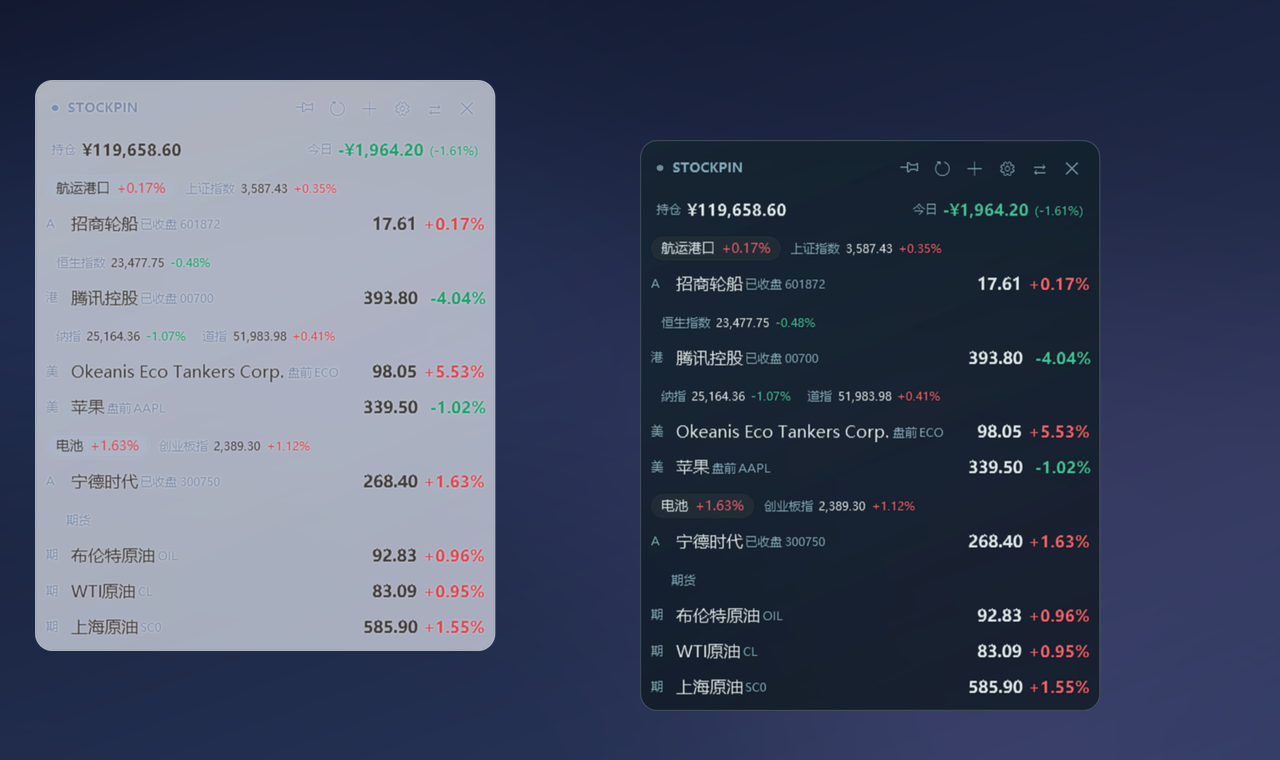 STOCKPIN
持仓 ¥119,658.60 今日 -¥1,964.20 (-1.61%)
航运港口 +0.17% 上证指数 3,587.43 +0.35%
A 招商轮船 已收盘 601872 17.61 +0.17%
恒生指数 23,477.75 -0.48%
港 腾讯控股 已收盘 00700 393.80 -4.04%
纳指 25,164.36 -1.07% 道指 51,983.98 +0.41%
美 Okeanis Eco Tankers Corp. 盘前 ECO 98.05 +5.53%
美 苹果 盘前 AAPL 339.50 -1.02%
电池 +1.63% 创业板指 2,389.30 +1.12%
A 宁德时代 已收盘 300750 268.40 +1.63%
期货
期 布伦特原油 OIL 92.83 +0.96%
期 WTI原油 CL 83.09 +0.95%
期 上海原油 SC0 585.90 +1.55%
STOCKPIN
持仓 ¥119,658.60 今日 -¥1,964.20 (-1.61%)
航运港口 +0.17% 上证指数 3,587.43 +0.35%
A 招商轮船 已收盘 601872 17.61 +0.17%
恒生指数 23,477.75 -0.48%
港 腾讯控股 已收盘 00700 393.80 -4.04%
纳指 25,164.36 -1.07% 道指 51,983.98 +0.41%
美 Okeanis Eco Tankers Corp. 盘前 ECO 98.05 +5.53%
美 苹果 盘前 AAPL 339.50 -1.02%
电池 +1.63% 创业板指 2,389.30 +1.12%
A 宁德时代 已收盘 300750 268.40 +1.63%
期货
期 布伦特原油 OIL 92.83 +0.96%
期 WTI原油 CL 83.09 +0.95%
期 上海原油 SC0 585.90 +1.55%